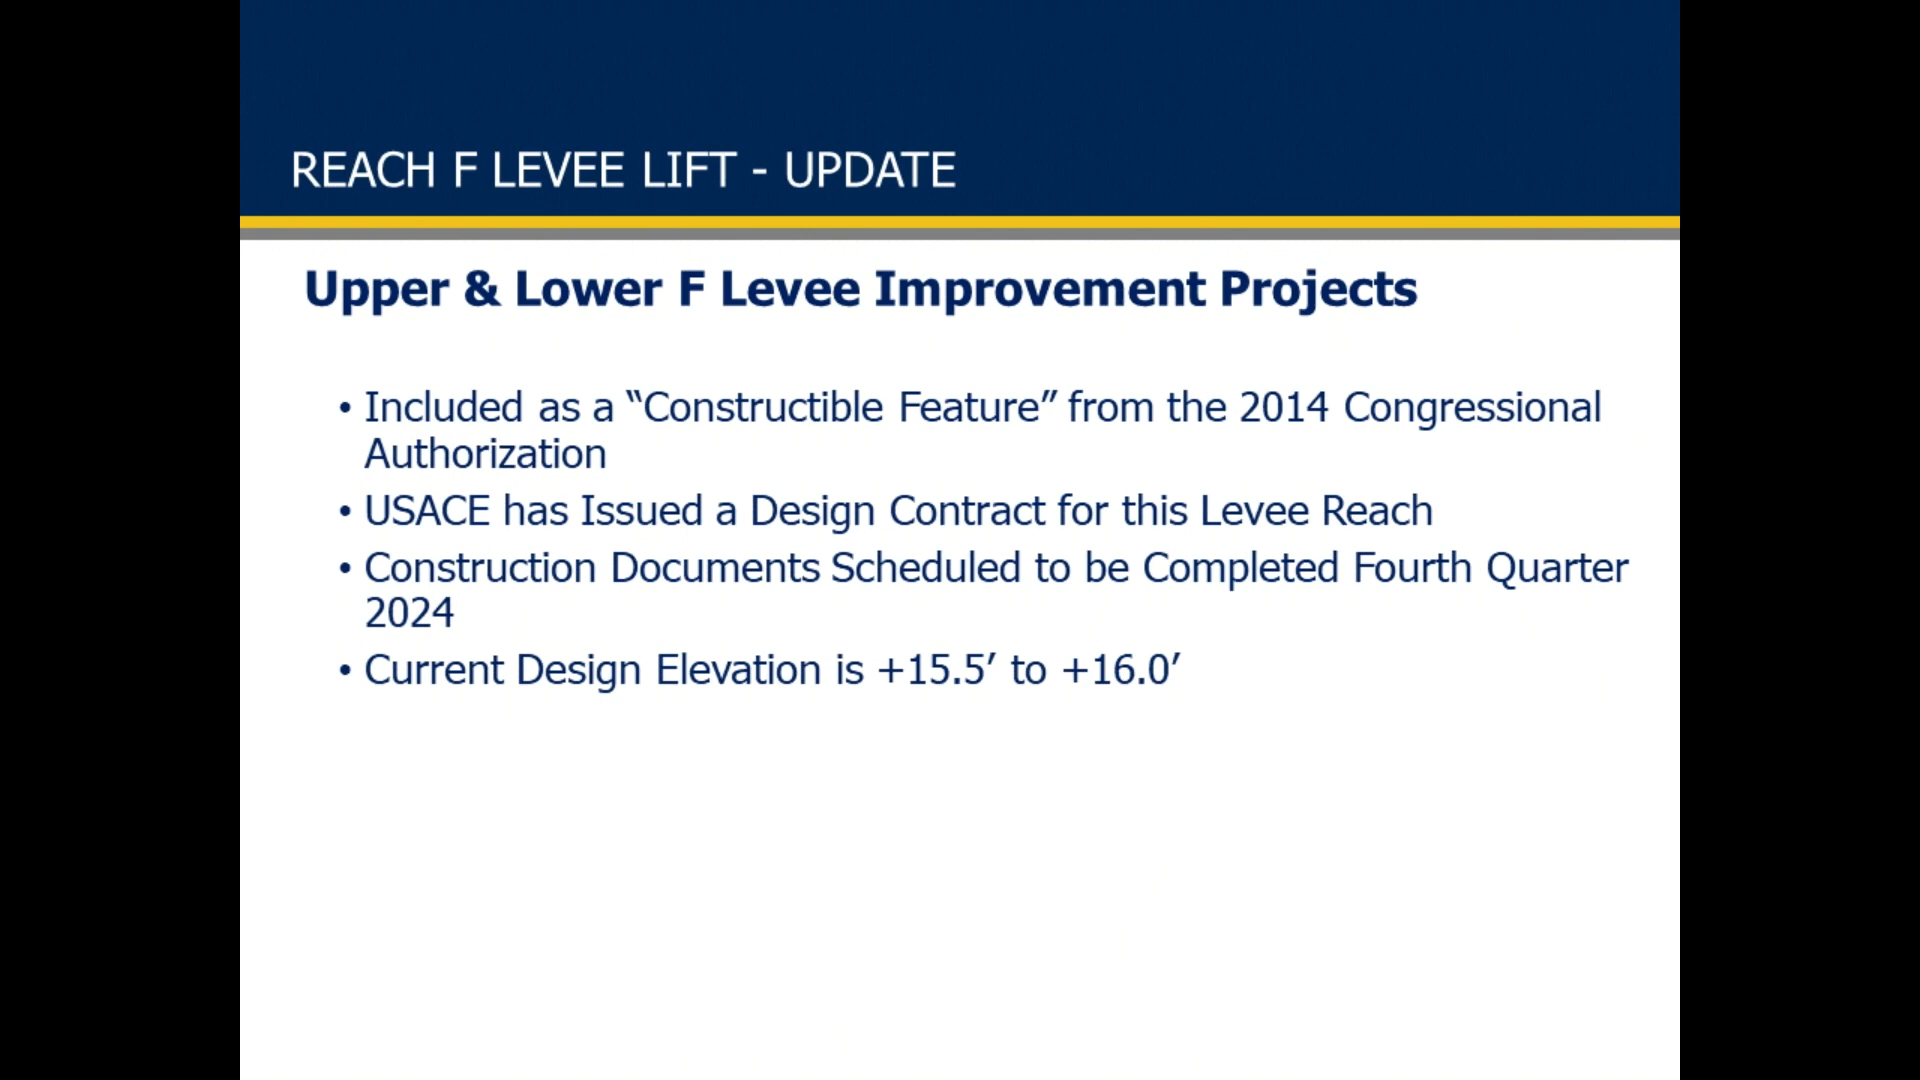 REACH F LEVEE LIFT - UPDATE
Upper & Lower F Levee Improvement Projects
• Included as a “Constructible Feature” from the 2014 Congressional
Authorization
• USACE has Issued a Design Contract for this Levee Reach
• Construction Documents Scheduled to be Completed Fourth Quarter
2024
• Current Design Elevation is +15.5’ to +16.0’